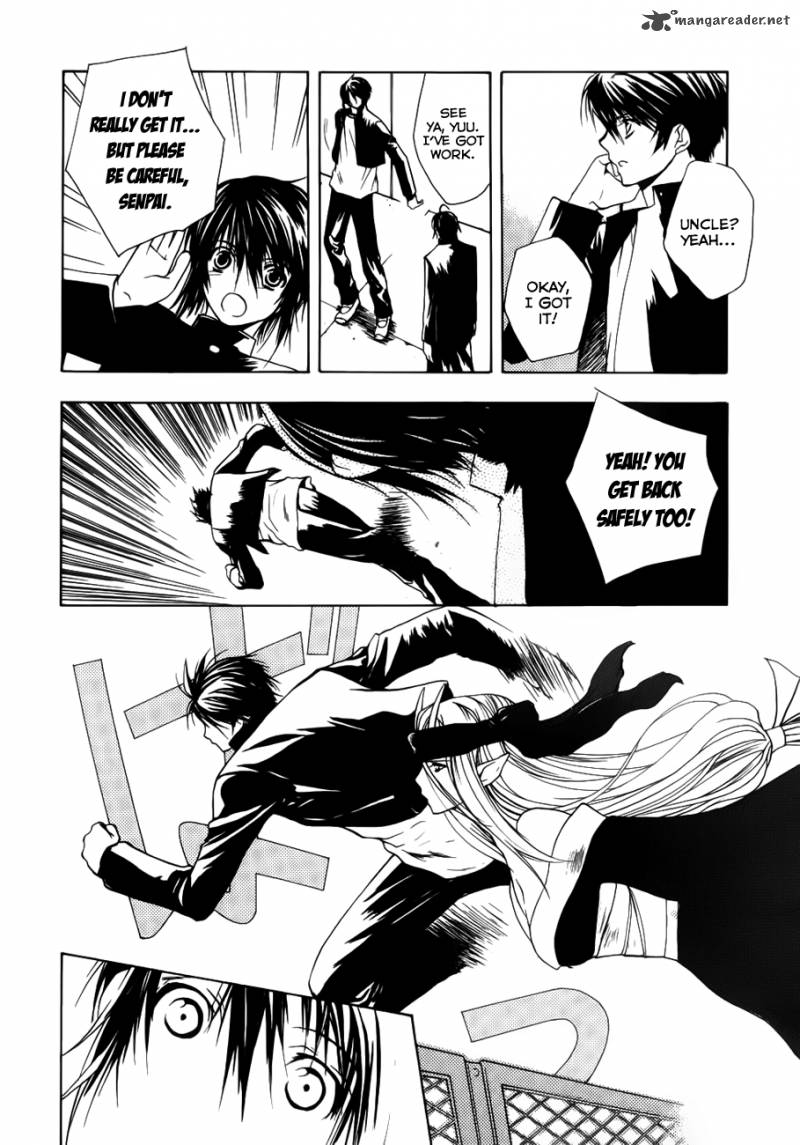 mangareader.net
UNCLE?
YEAH...
OKAY,
I GOT
IT!
SEE
YA, YUU.
I'VE GOT
WORK.
I DON'T
REALLY GET IT...
BUT PLEASE
BE CAREFUL,
SENPAI.
YEAH! YOU
GET BACK
SAFELY TOO!